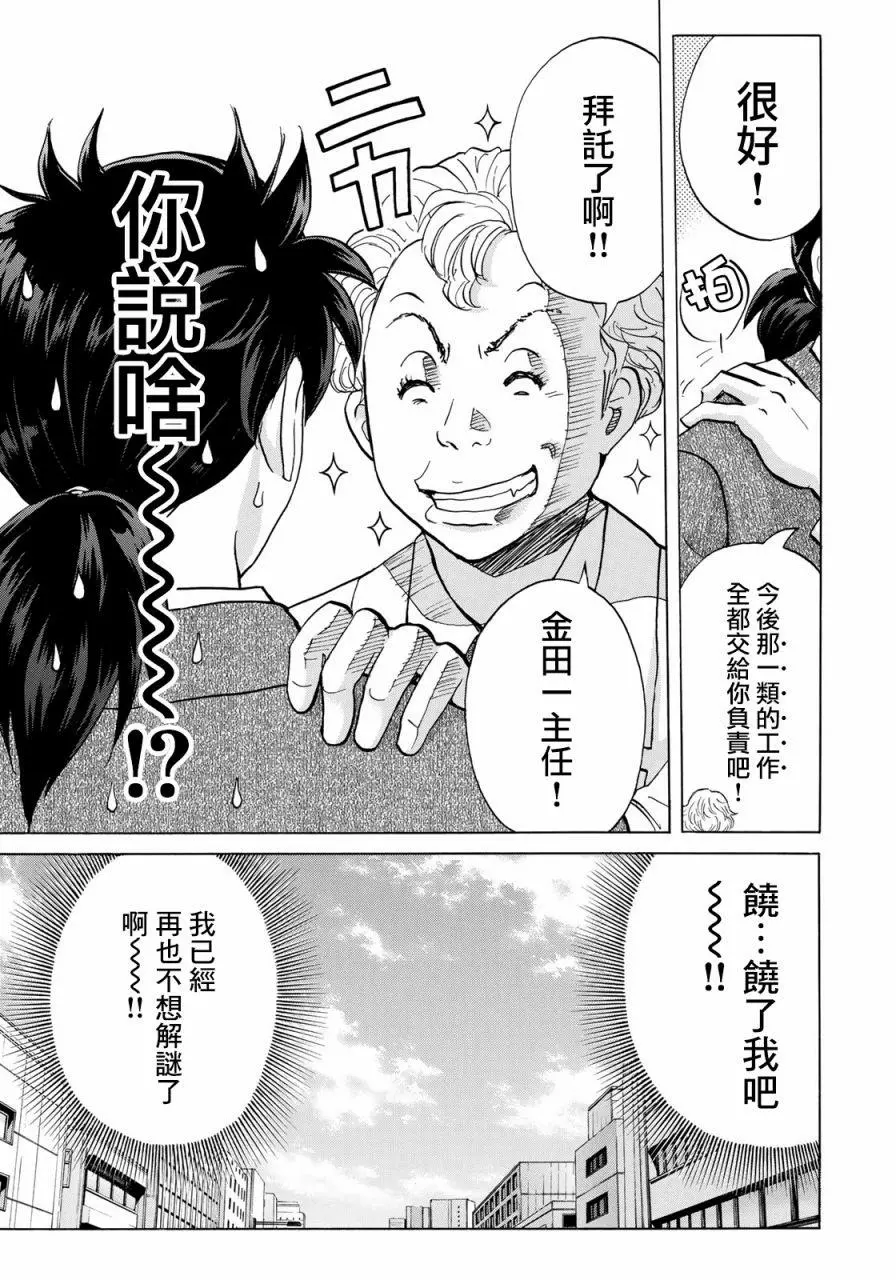 很好！
拍
今後那一類的工作
全都交給你負責吧！
拜託了啊!!
ニカ
金田一主任！
你說啥～～～～!?
饒…饒了我吧
～～!!
我已經
再也不想解謎了
啊～～!!